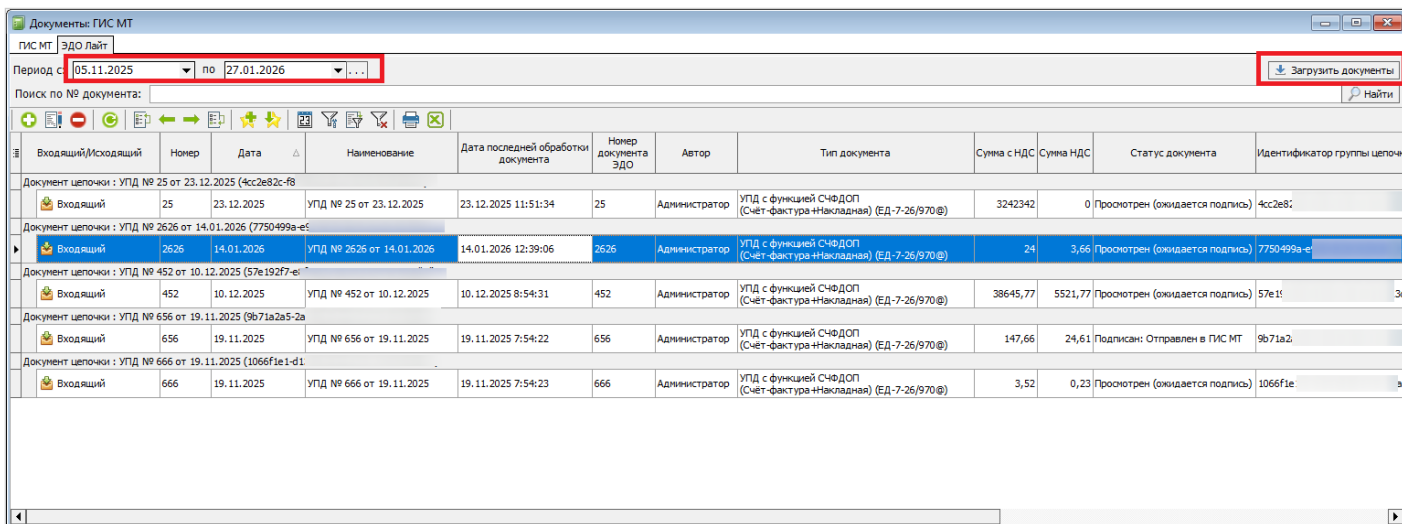 Документы: ГИС МТ
ГИС МТ ЭДО Лайт
Период с: 05.11.2025 по 27.01.2026 ... Загрузить документы
Поиск по № документа: Найти
Входящий/Исходящий Номер Дата Наименование Дата последней обработки документа Номер документа ЭДО Автор Тип документа Сумма с НДС Сумма НДС Статус документа Идентификатор группы цепочк
Документ цепочки : УПД № 25 от 23.12.2025 (4cc2e82c-f8
Входящий 25 23.12.2025 УПД № 25 от 23.12.2025 23.12.2025 11:51:34 25 Администратор УПД с функцией СЧФДОП (Счёт-фактура+Накладная) (ЕД-7-26/970@) 3242342 0 Просмотрен (ожидается подпись) 4cc2e82
Документ цепочки : УПД № 2626 от 14.01.2026 (7750499a-e9
Входящий 2626 14.01.2026 УПД № 2626 от 14.01.2026 14.01.2026 12:39:06 2626 Администратор УПД с функцией СЧФДОП (Счёт-фактура+Накладная) (ЕД-7-26/970@) 24 3,66 Просмотрен (ожидается подпись) 7750499a-e
Документ цепочки : УПД № 452 от 10.12.2025 (57e192f7-e
Входящий 452 10.12.2025 УПД № 452 от 10.12.2025 10.12.2025 8:54:31 452 Администратор УПД с функцией СЧФДОП (Счёт-фактура+Накладная) (ЕД-7-26/970@) 38645,77 5521,77 Просмотрен (ожидается подпись) 57e19
Документ цепочки : УПД № 656 от 19.11.2025 (9b71a2a5-2a
Входящий 656 19.11.2025 УПД № 656 от 19.11.2025 19.11.2025 7:54:22 656 Администратор УПД с функцией СЧФДОП (Счёт-фактура+Накладная) (ЕД-7-26/970@) 147,66 24,61 Подписан: Отправлен в ГИС МТ 9b71a2
Документ цепочки : УПД № 666 от 19.11.2025 (1066f1e1-d1
Входящий 666 19.11.2025 УПД № 666 от 19.11.2025 19.11.2025 7:54:23 666 Администратор УПД с функцией СЧФДОП (Счёт-фактура+Накладная) (ЕД-7-26/970@) 3,52 0,23 Просмотрен (ожидается подпись) 1066f1e